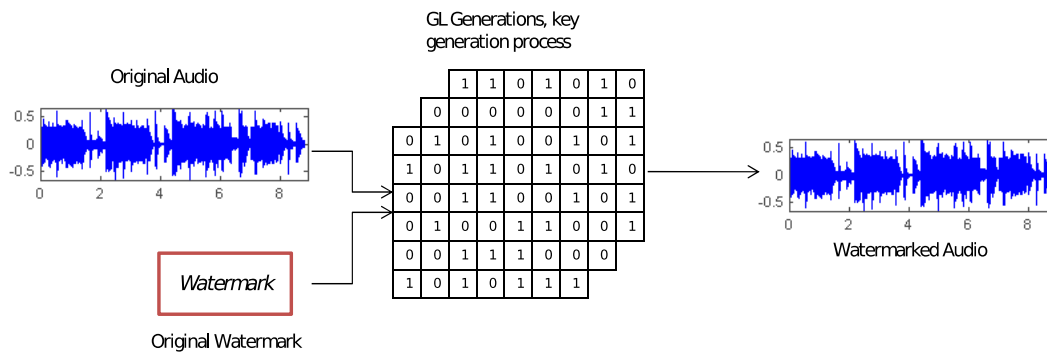 GL Generations, key
generation process
Original Audio
0.5
0
-0.5
0 2 4 6 8
1 1 0 1 0 1 0
0 0 0 0 0 0 1 1
0 1 0 1 0 0 1 0 1
1 0 1 1 0 1 0 1 0
0 0 1 1 0 0 1 0 1
0 1 0 0 1 1 0 0 1
0 0 1 1 1 0 0 0
1 0 1 0 1 1 1
0.5
0
-0.5
0 2 4 6 8
Watermarked Audio
Watermark
Original Watermark